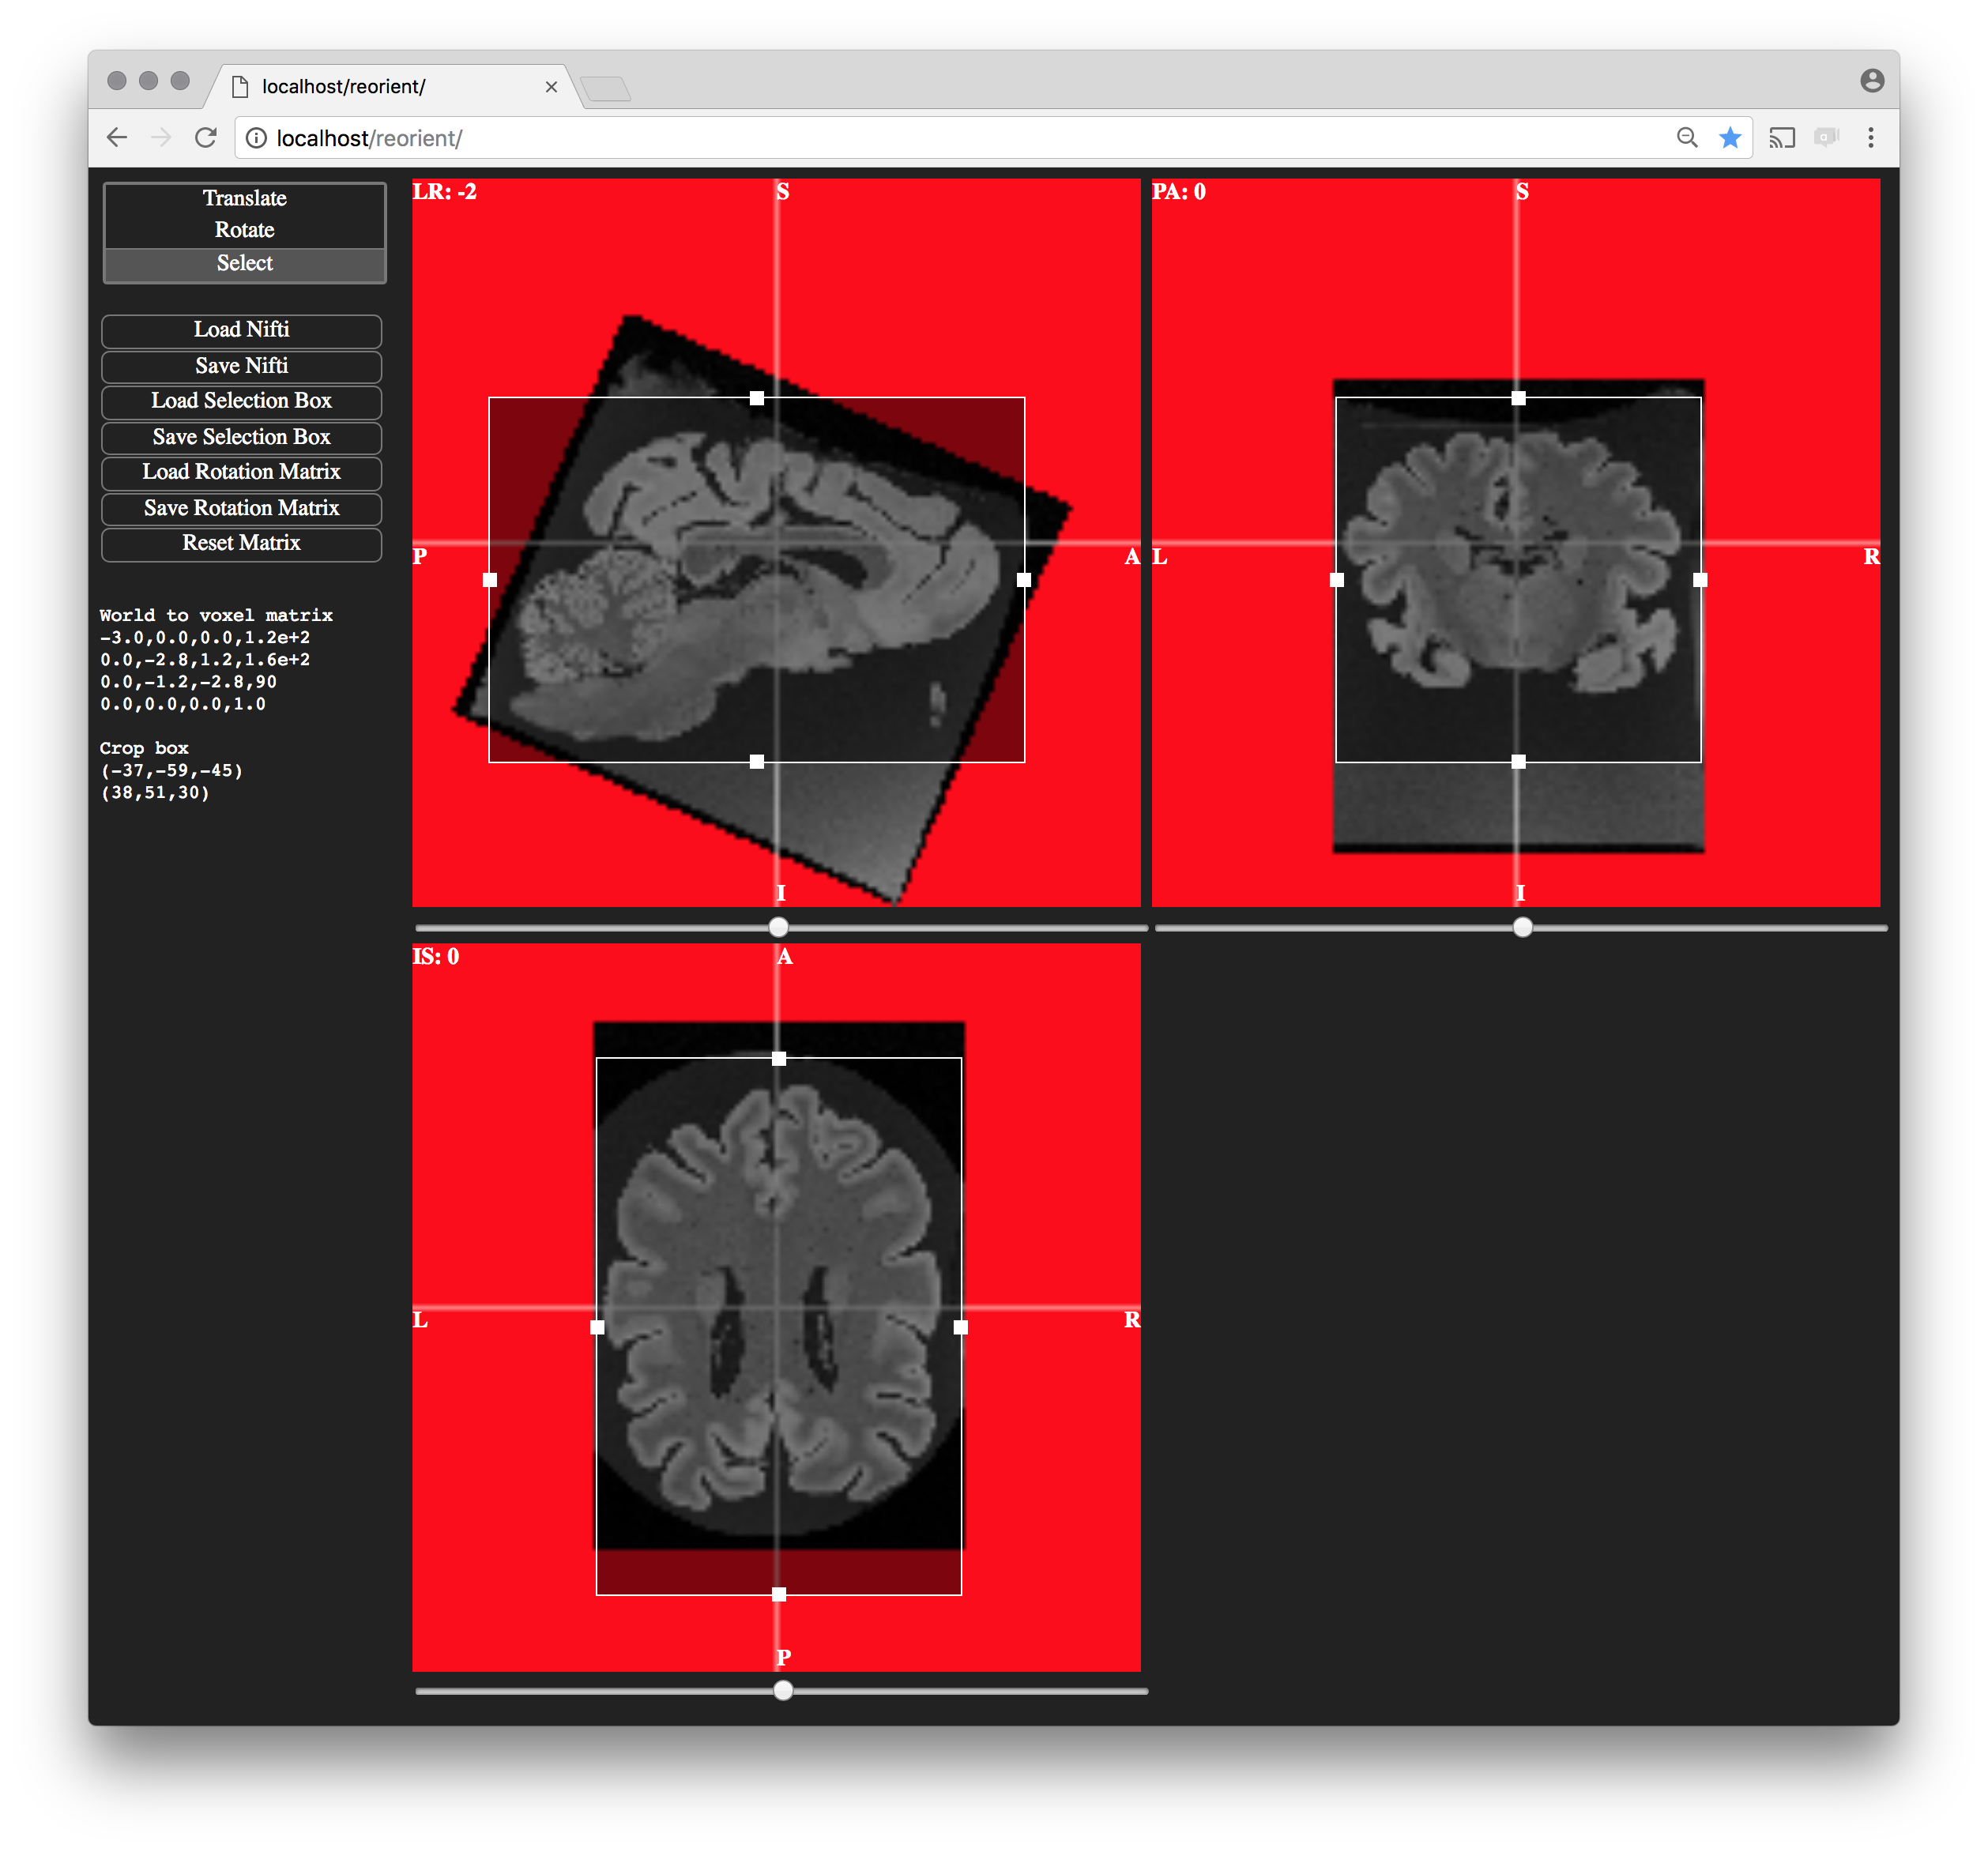 localhost/reorient/
localhost/reorient/
Translate
Rotate
Select
Load Nifti
Save Nifti
Load Selection Box
Save Selection Box
Load Rotation Matrix
Save Rotation Matrix
Reset Matrix
World to voxel matrix
-3.0,0.0,0.0,1.2e+2
0.0,-2.8,1.2,1.6e+2
0.0,-1.2,-2.8,90
0.0,0.0,0.0,1.0
Crop box
(-37,-59,-45)
(38,51,30)
LR: -2
S
P
A
I
PA: 0
S
L
R
I
IS: 0
A
L
R
P